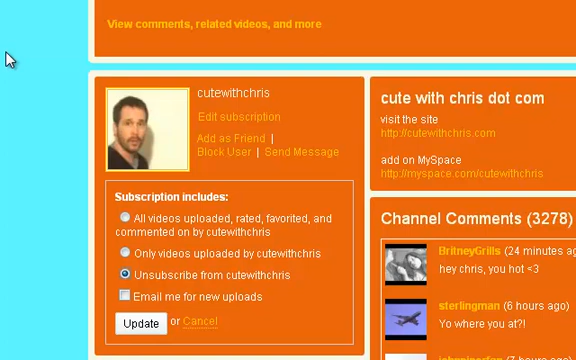 View comments, related videos, and more
cutewithchris
Edit subscription
Add as Friend |
Block User | Send Message
Subscription includes:
All videos uploaded, rated, favorited, and
commented on by cutewithchris
Only videos uploaded by cutewithchris
Unsubscribe from cutewithchris
Email me for new uploads
Update or Cancel
cute with chris dot com
visit the site
http://cutewithchris.com
add on MySpace
http://myspace.com/cutewithchris
Channel Comments (3278)
BritneyGrills (24 minutes ag
hey chris, you hot <3
sterlingman (6 hours ago)
Yo where you at?!